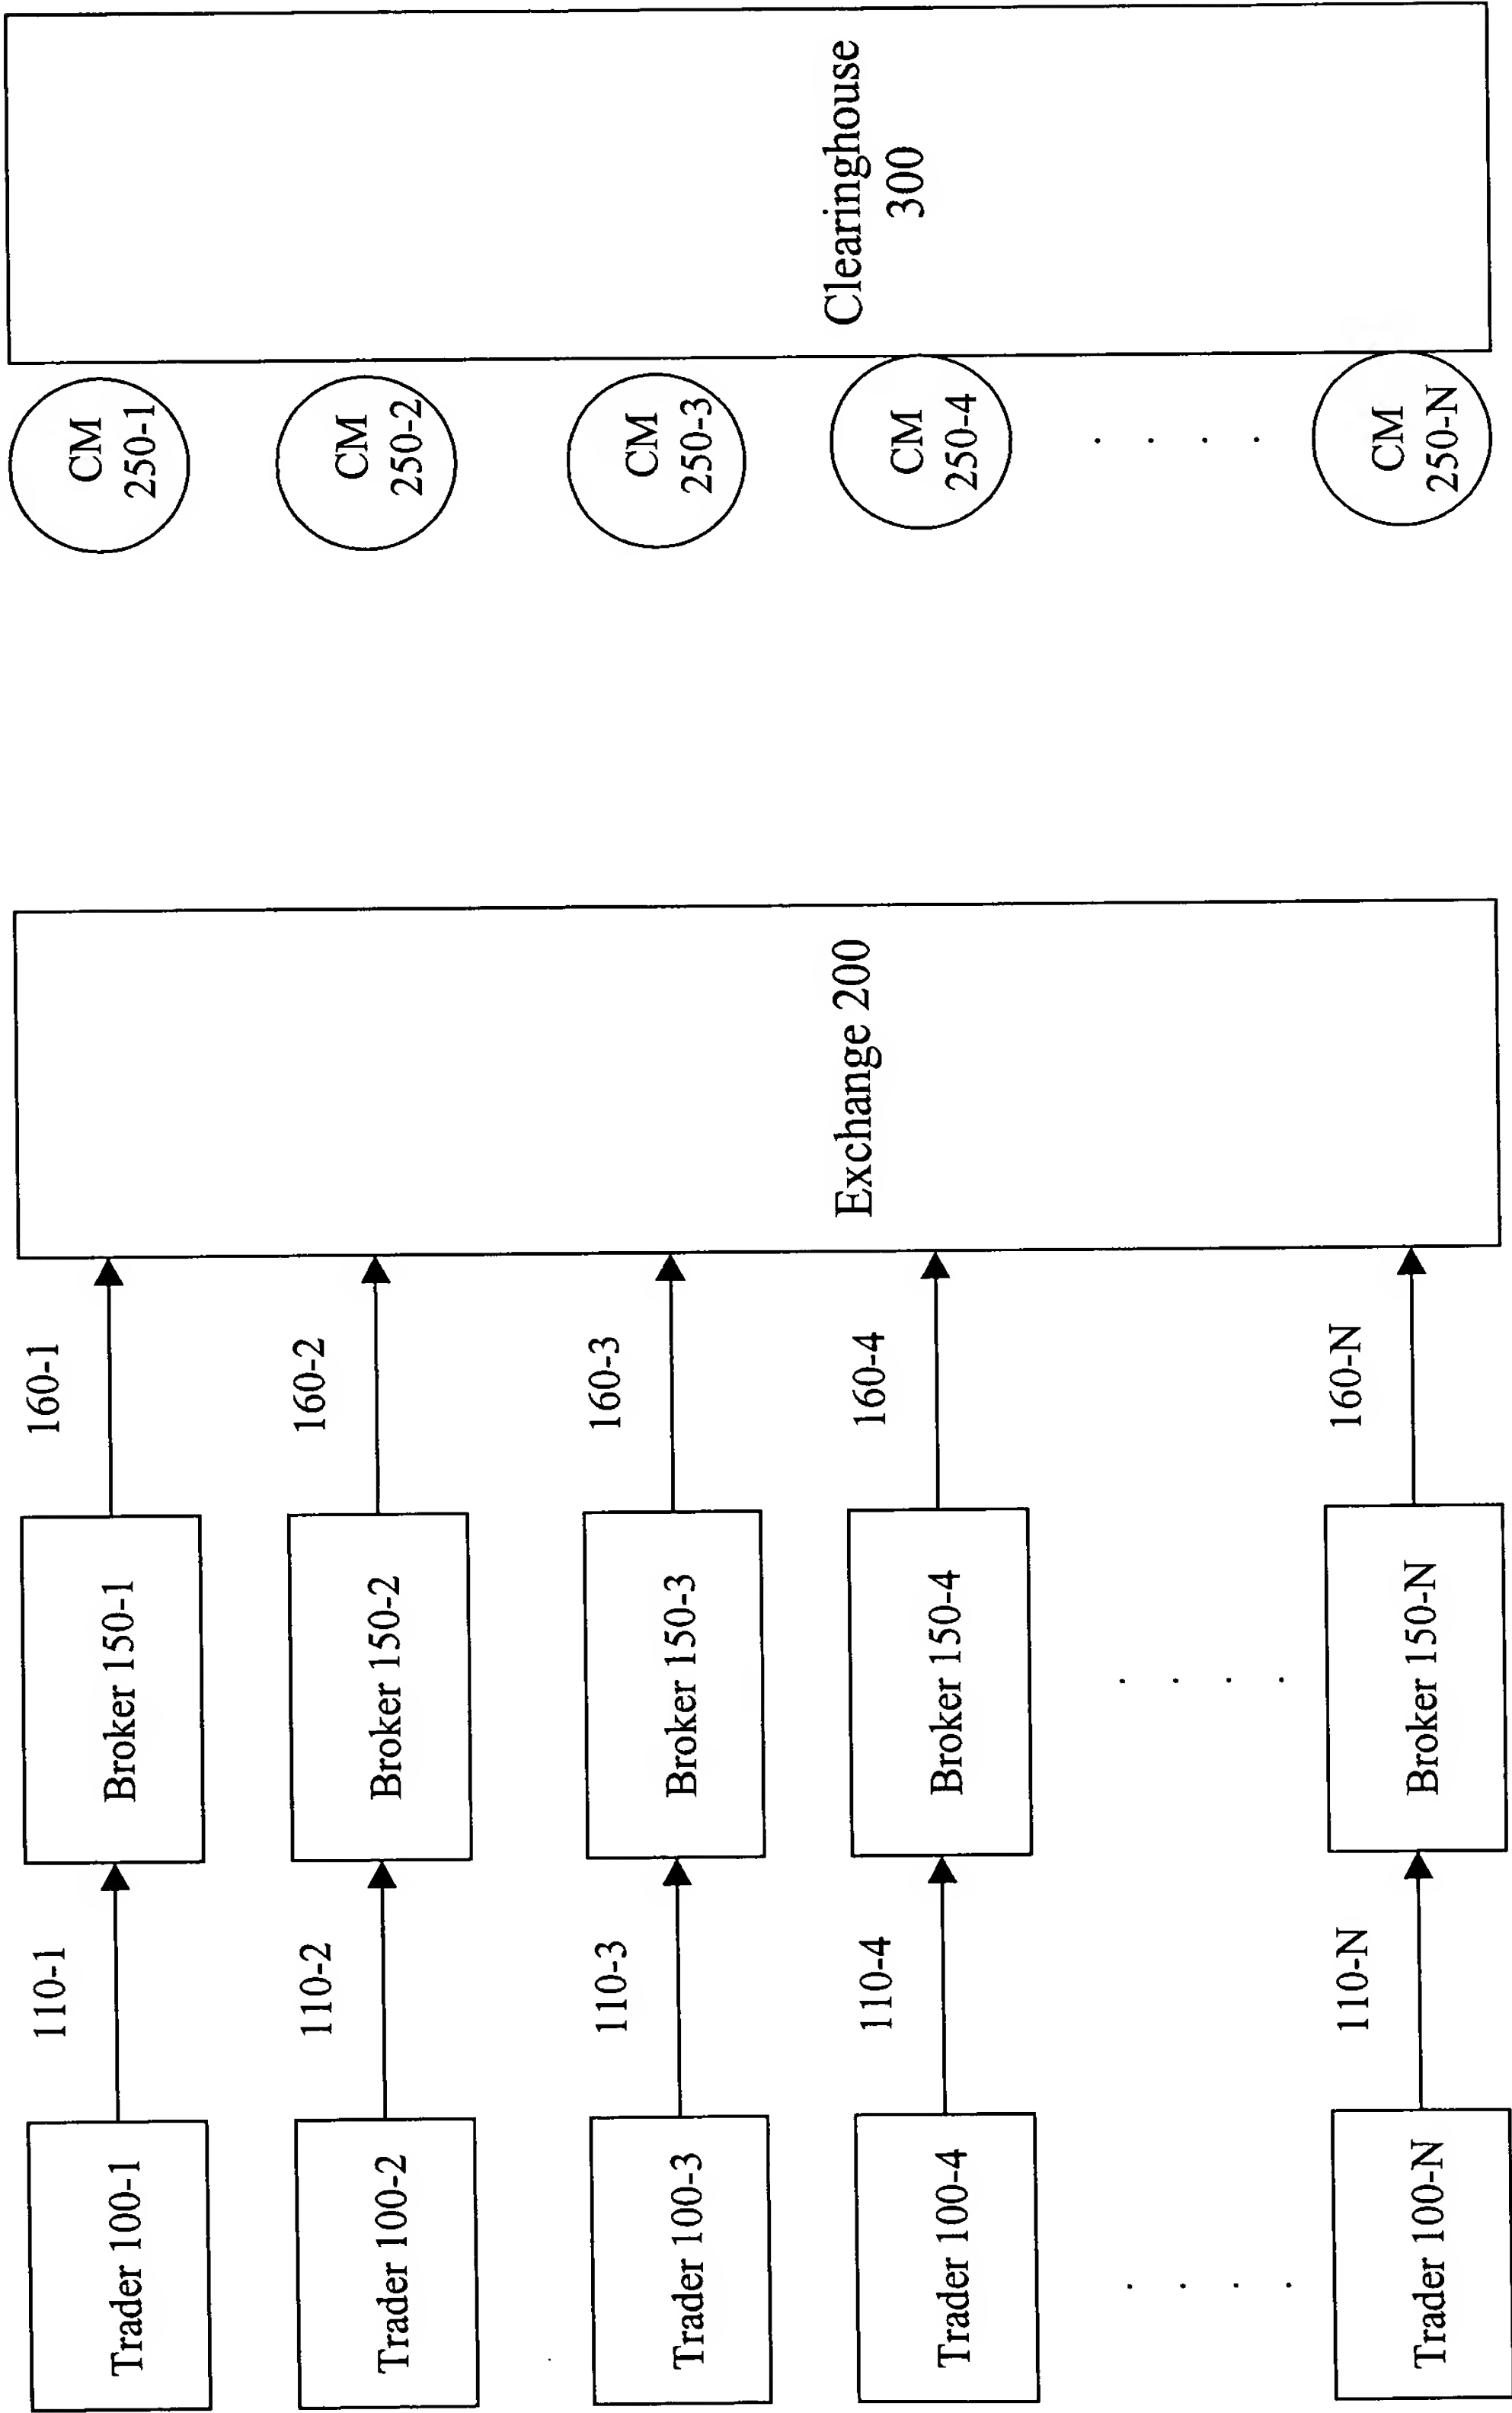 Trader 100-1
110-1
Broker 150-1
160-1
Trader 100-2
110-2
Broker 150-2
160-2
Trader 100-3
110-3
Broker 150-3
160-3
Trader 100-4
110-4
Broker 150-4
160-4
Trader 100-N
110-N
Broker 150-N
160-N
Exchange 200
CM
250-1
CM
250-2
CM
250-3
CM
250-4
CM
250-N
Clearinghouse
300